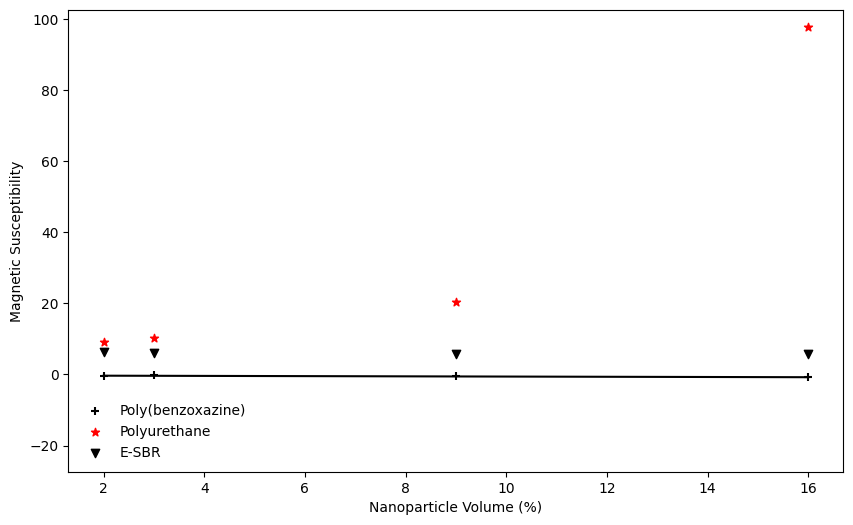 100
80
60
40
20
0
−20
Magnetic Susceptibility
Poly(benzoxazine)
Polyurethane
E-SBR
2 4 6 8 10 12 14 16
Nanoparticle Volume (%)